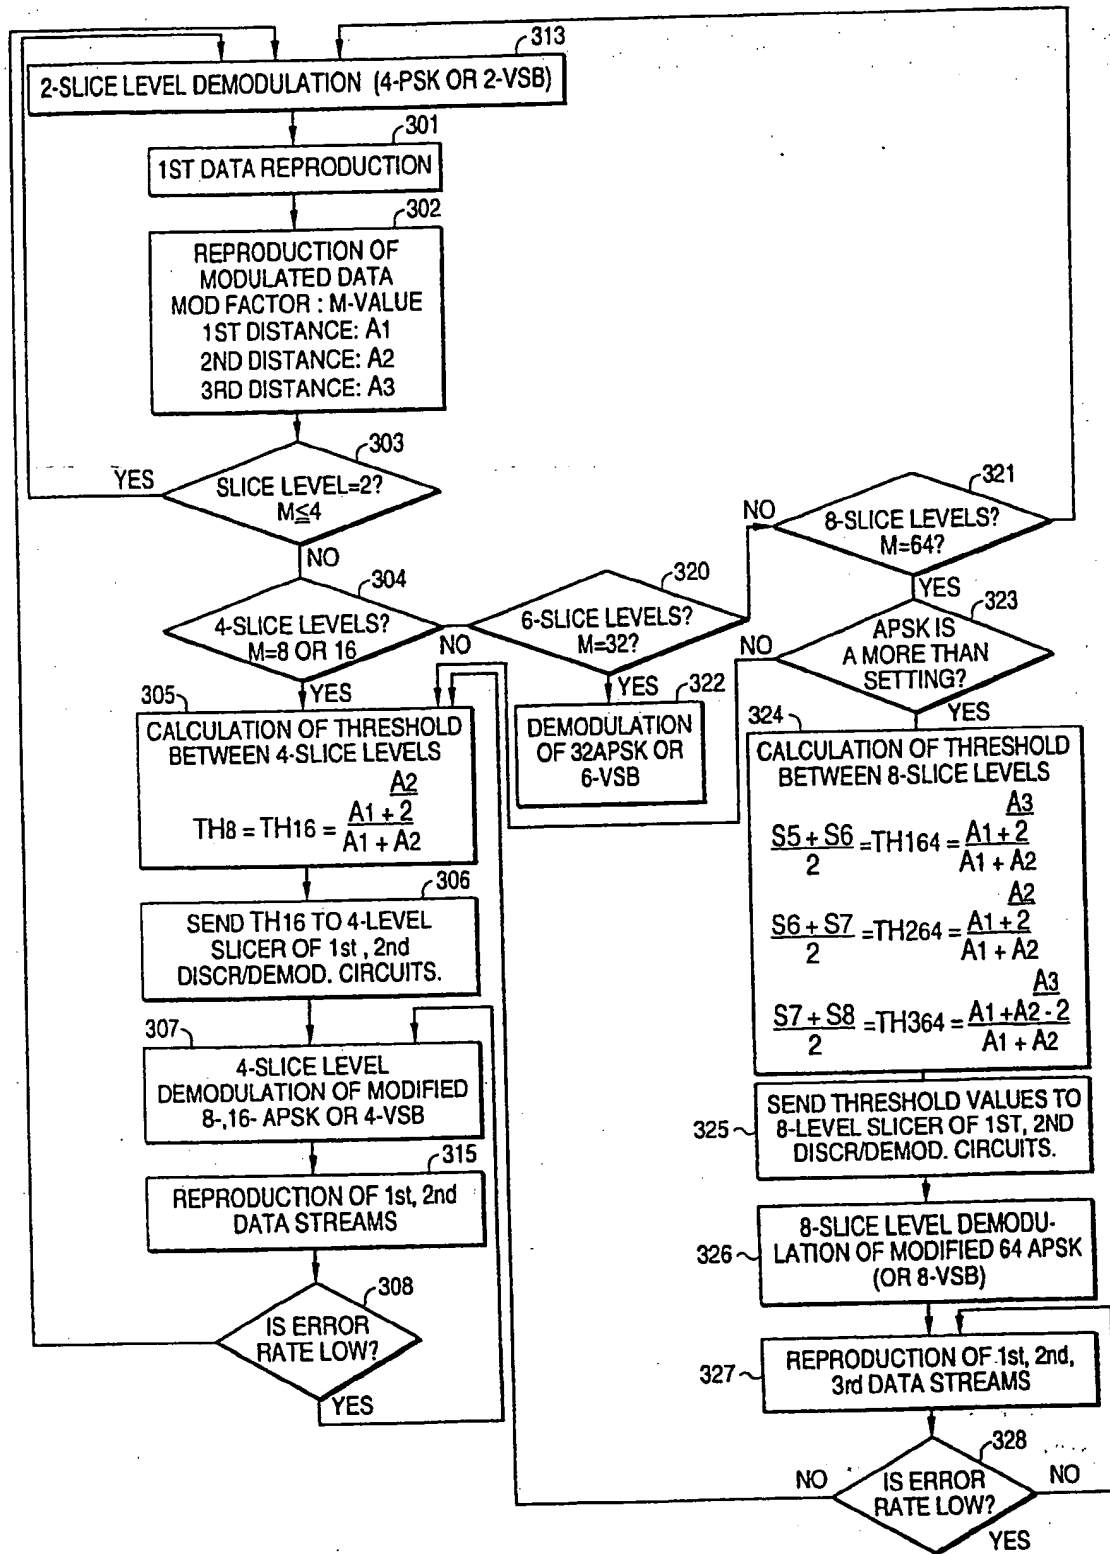 313
2-SLICE LEVEL DEMODULATION (4-PSK OR 2-VSB)
301
1ST DATA REPRODUCTION
302
REPRODUCTION OF
MODULATED DATA
MOD FACTOR : M-VALUE
1ST DISTANCE: A1
2ND DISTANCE: A2
3RD DISTANCE: A3
303
YES
SLICE LEVEL=2?
M≦4
NO
304
4-SLICE LEVELS?
M=8 OR 16
NO
YES
320
6-SLICE LEVELS?
M=32?
YES
NO
321
8-SLICE LEVELS?
M=64?
YES
322
DEMODULATION
OF 32APSK OR
6-VSB
323
NO
APSK IS
A MORE THAN
SETTING?
YES
305
CALCULATION OF THRESHOLD
BETWEEN 4-SLICE LEVELS
A2
TH8 = TH16 = A1 + 2
A1 + A2
306
SEND TH16 TO 4-LEVEL
SLICER OF 1st , 2nd
DISCR/DEMOD. CIRCUITS.
307
4-SLICE LEVEL
DEMODULATION OF MODIFIED
8-,16- APSK OR 4-VSB
315
REPRODUCTION OF 1st, 2nd
DATA STREAMS
308
IS ERROR
RATE LOW?
YES
324
CALCULATION OF THRESHOLD
BETWEEN 8-SLICE LEVELS
A3
S5 + S6 =TH164= A1 + 2
2 A1 + A2
A2
S6 + S7 =TH264= A1 + 2
2 A1 + A2
A3
S7 + S8 =TH364= A1 +A2 - 2
2 A1 + A2
325
SEND THRESHOLD VALUES TO
8-LEVEL SLICER OF 1ST, 2ND
DISCR/DEMOD. CIRCUITS.
326
8-SLICE LEVEL DEMODU-
LATION OF MODIFIED 64 APSK
(OR 8-VSB)
327
REPRODUCTION OF 1st, 2nd,
3rd DATA STREAMS
328
NO
IS ERROR
RATE LOW?
NO
YES